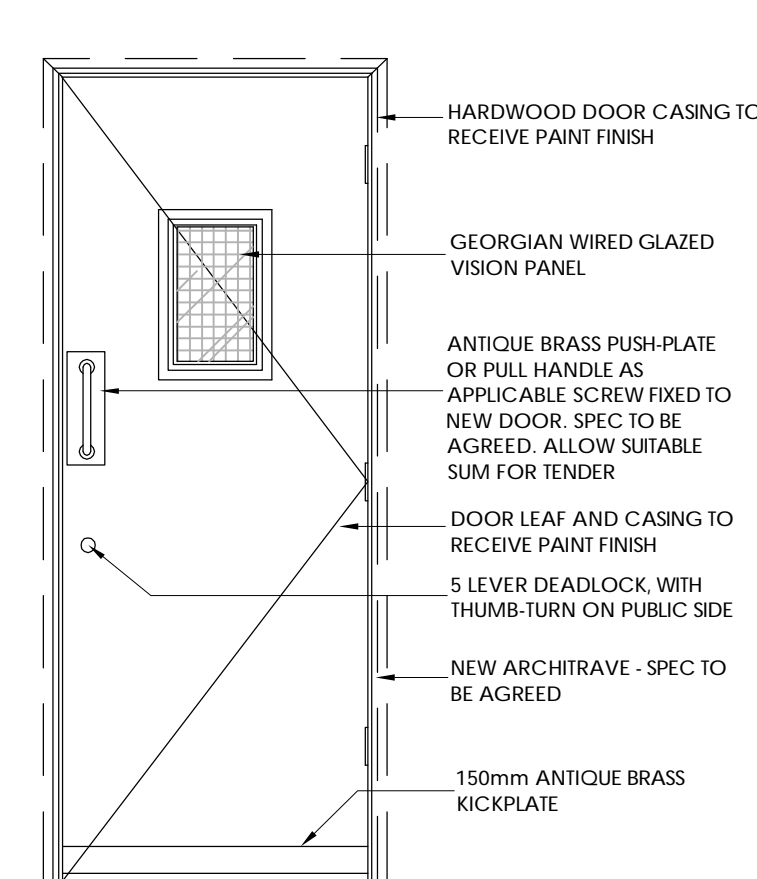 HARDWOOD DOOR CASING TO
RECEIVE PAINT FINISH
GEORGIAN WIRED GLAZED
VISION PANEL
ANTIQUE BRASS PUSH-PLATE
OR PULL HANDLE AS
APPLICABLE SCREW FIXED TO
NEW DOOR. SPEC TO BE
AGREED. ALLOW SUITABLE
SUM FOR TENDER
DOOR LEAF AND CASING TO
RECEIVE PAINT FINISH
5 LEVER DEADLOCK, WITH
THUMB-TURN ON PUBLIC SIDE
NEW ARCHITRAVE - SPEC TO
BE AGREED
150mm ANTIQUE BRASS
KICKPLATE